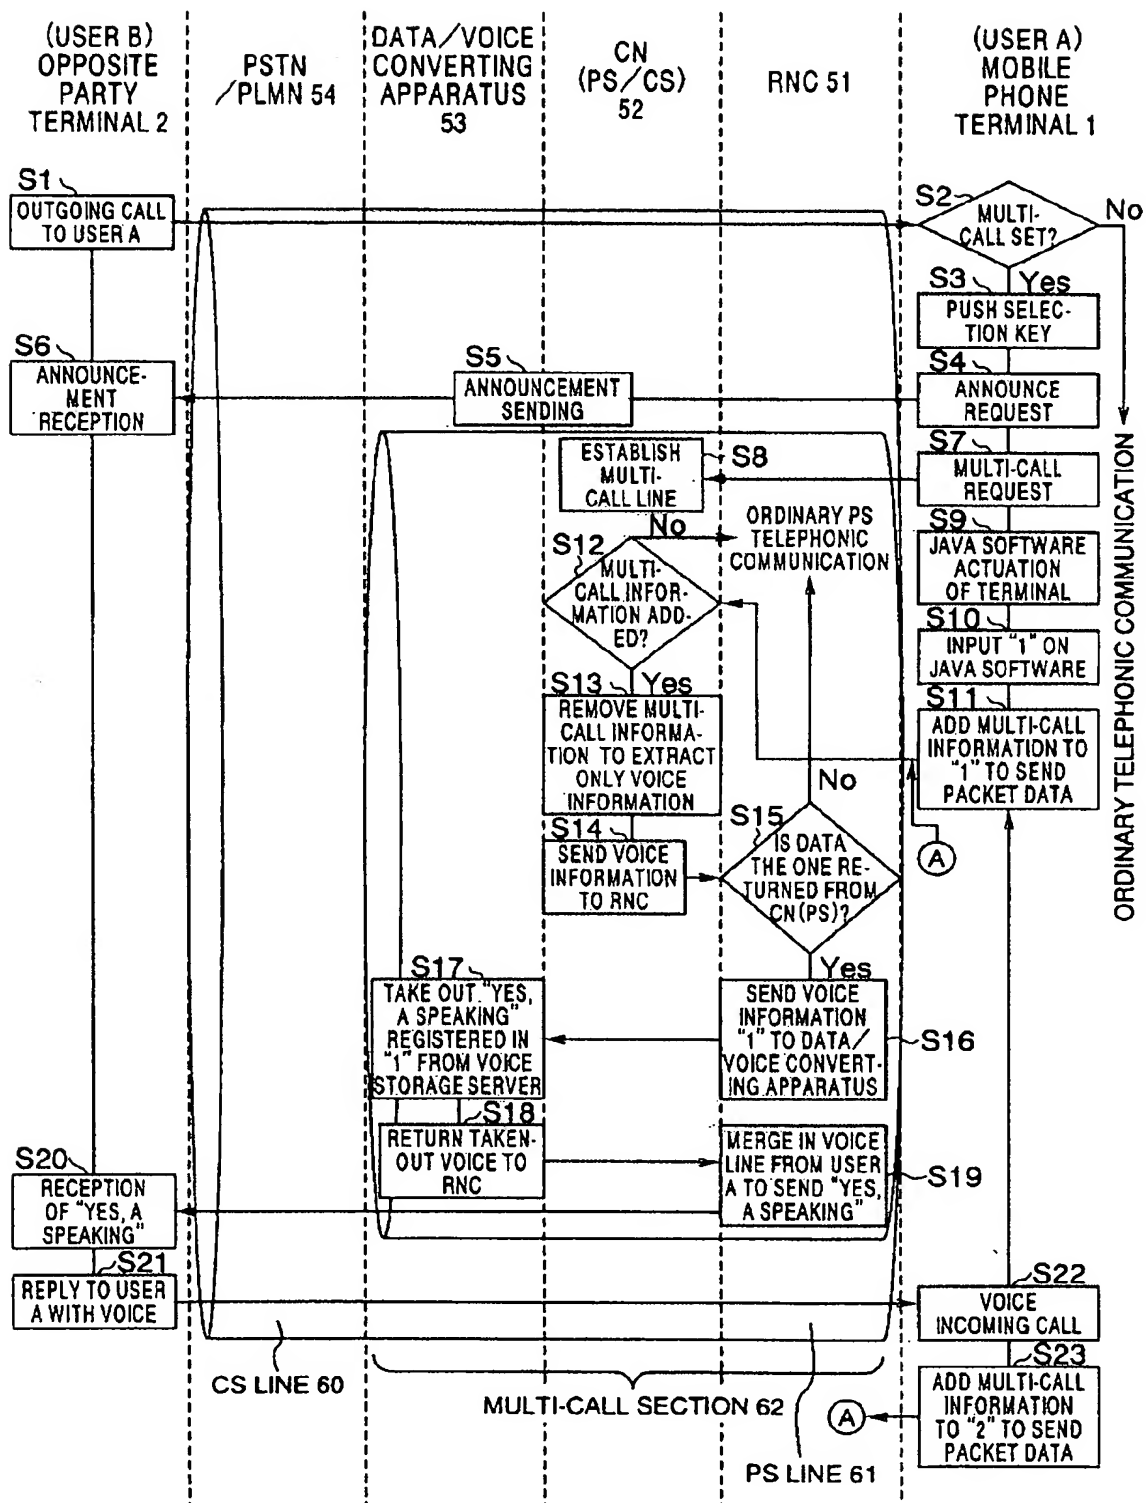 (USER B)
OPPOSITE
PARTY
TERMINAL 2
PSTN
/PLMN 54
DATA/VOICE
CONVERTING
APPARATUS
53
CN
(PS/CS)
52
RNC 51
(USER A)
MOBILE
PHONE
TERMINAL 1
S1
OUTGOING CALL
TO USER A
S2
MULTI-
CALL SET?
No
S3
Yes
PUSH SELEC-
TION KEY
S4
ANNOUNCE
REQUEST
S5
ANNOUNCEMENT
SENDING
S6
ANNOUNCE-
MENT
RECEPTION
S7
MULTI-CALL
REQUEST
S8
ESTABLISH
MULTI-
CALL LINE
S9
JAVA SOFTWARE
ACTUATION
OF TERMINAL
S10
INPUT "1" ON
JAVA SOFTWARE
S11
ADD MULTI-CALL
INFORMATION TO
"1" TO SEND
PACKET DATA
ORDINARY TELEPHONIC COMMUNICATION
No
ORDINARY PS
TELEPHONIC
COMMUNICATION
S12
MULTI-
CALL INFOR-
MATION ADD-
ED?
S13
Yes
REMOVE MULTI-
CALL INFORMA-
TION TO EXTRACT
ONLY VOICE
INFORMATION
No
S14
SEND VOICE
INFORMATION
TO RNC
S15
IS DATA
THE ONE RE-
TURNED FROM
CN(PS)?
A
Yes
S16
SEND VOICE
INFORMATION
"1" TO DATA/
VOICE CONVERT-
ING APPARATUS
S17
TAKE OUT "YES,
A SPEAKING"
REGISTERED IN
"1" FROM VOICE
STORAGE SERVER
S18
RETURN TAKEN-
OUT VOICE TO
RNC
S19
MERGE IN VOICE
LINE FROM USER
A TO SEND "YES,
A SPEAKING"
S20
RECEPTION
OF "YES, A
SPEAKING"
S21
REPLY TO USER
A WITH VOICE
S22
VOICE
INCOMING CALL
S23
ADD MULTI-CALL
INFORMATION
TO "2" TO SEND
PACKET DATA
A
CS LINE 60
MULTI-CALL SECTION 62
PS LINE 61